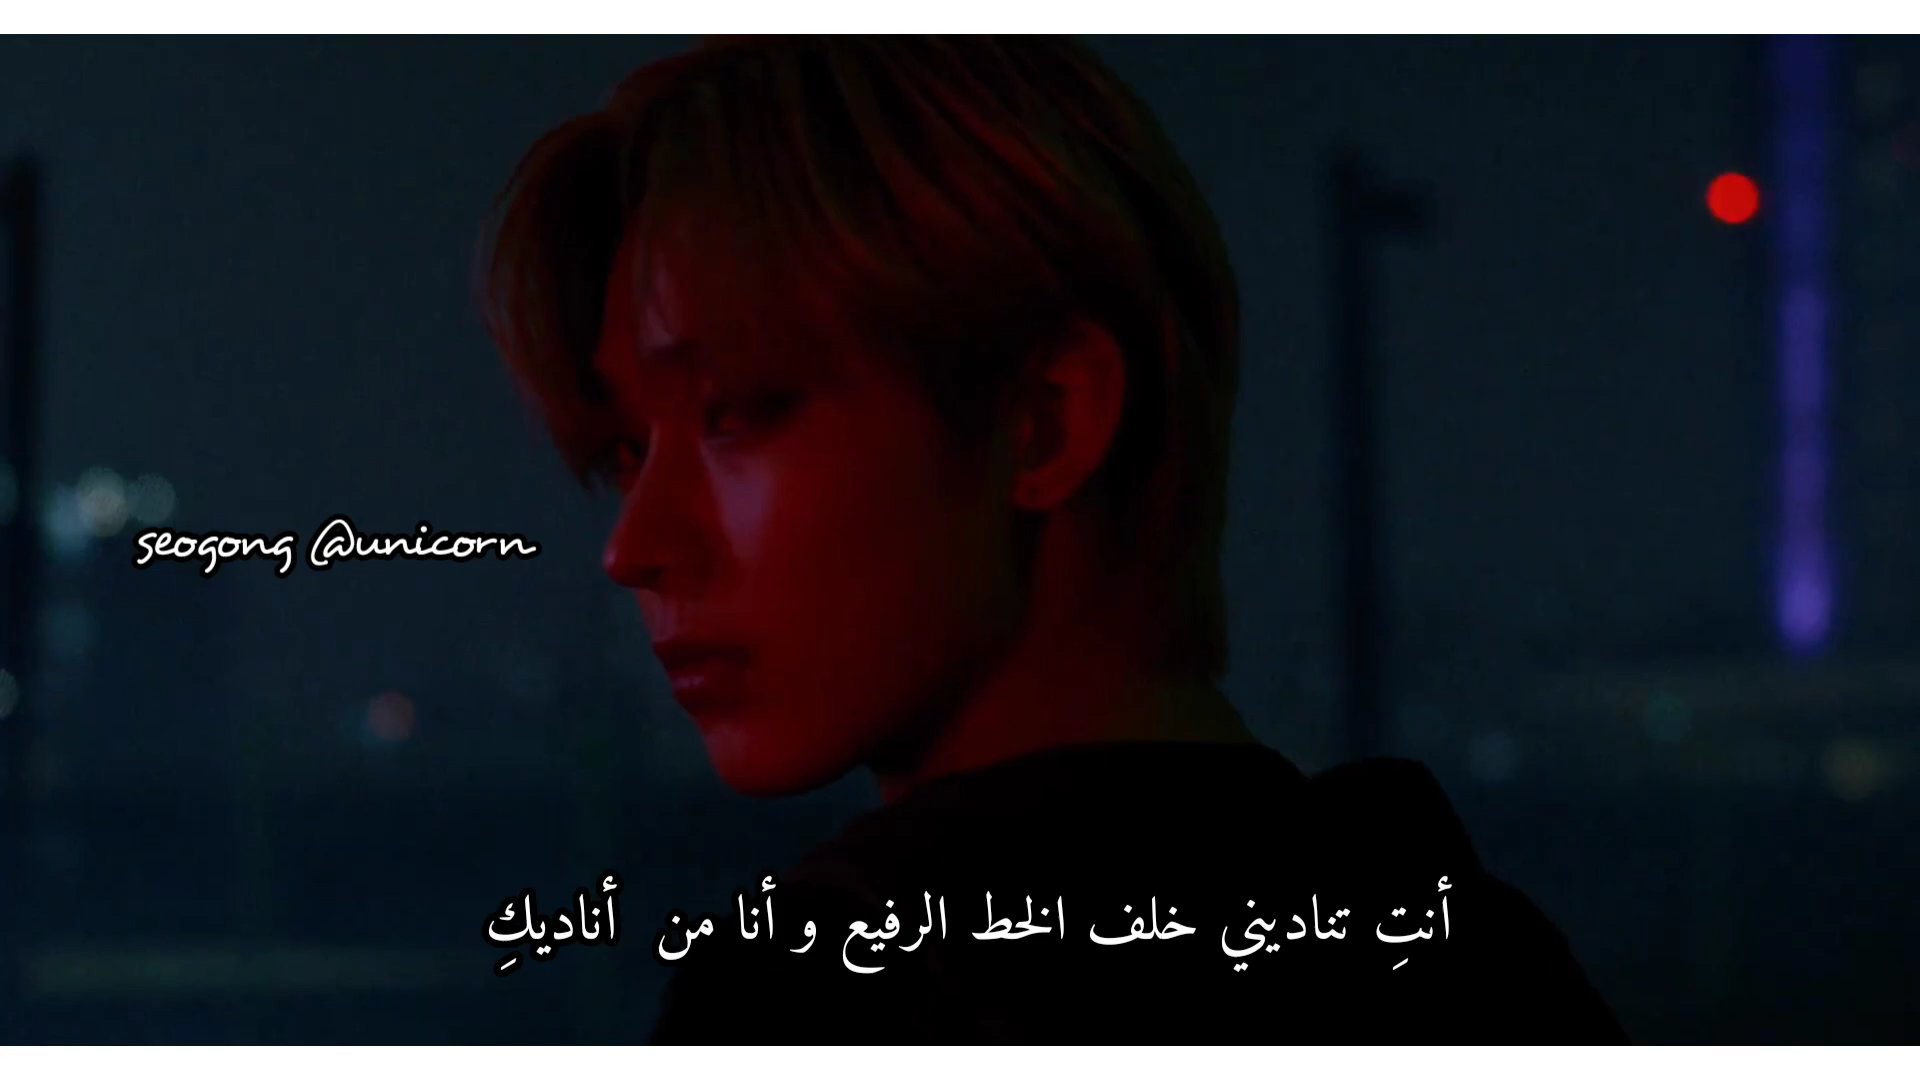 seogong @unicorn
أنتِ تناديني خلف الخط الرفيع و أنا من أناديكِ